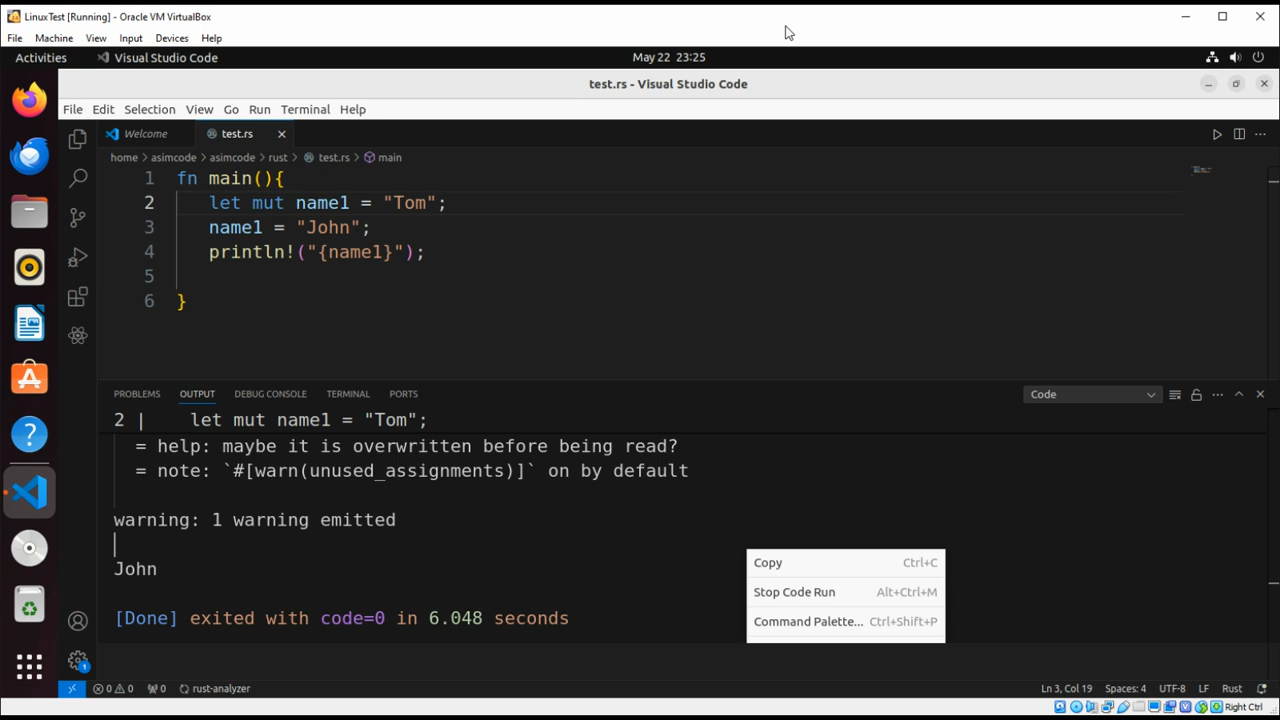 LinuxTest [Running] - Oracle VM VirtualBox
File Machine View Input Devices Help
Activities Visual Studio Code May 22 23:25
test.rs - Visual Studio Code
File Edit Selection View Go Run Terminal Help
Welcome test.rs
home > asimcode > asimcode > rust > test.rs > main
1 fn main(){
2 let mut name1 = "Tom";
3 name1 = "John";
4 println!("{name1}");
5
6 }
PROBLEMS OUTPUT DEBUG CONSOLE TERMINAL PORTS Code
2 | let mut name1 = "Tom";
= help: maybe it is overwritten before being read?
= note: `#[warn(unused_assignments)]` on by default
warning: 1 warning emitted
John
[Done] exited with code=0 in 6.048 seconds
Copy Ctrl+C
Stop Code Run Alt+Ctrl+M
Command Palette... Ctrl+Shift+P
1
0 0 0 rust-analyzer Ln 3, Col 19 Spaces: 4 UTF-8 LF Rust
Right Ctrl